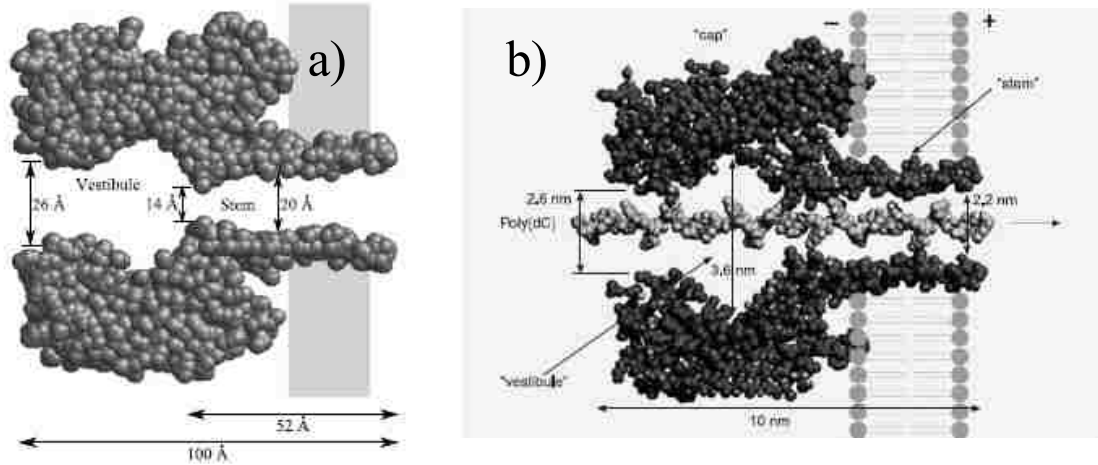 a)
Vestibule
26 Å
14 Å
Stem
20 Å
52 Å
100 Å
b)
"cap"
−
+
"stem"
2.6 nm
2.2 nm
Poly(dC)
3.6 nm
"vestibule"
10 nm